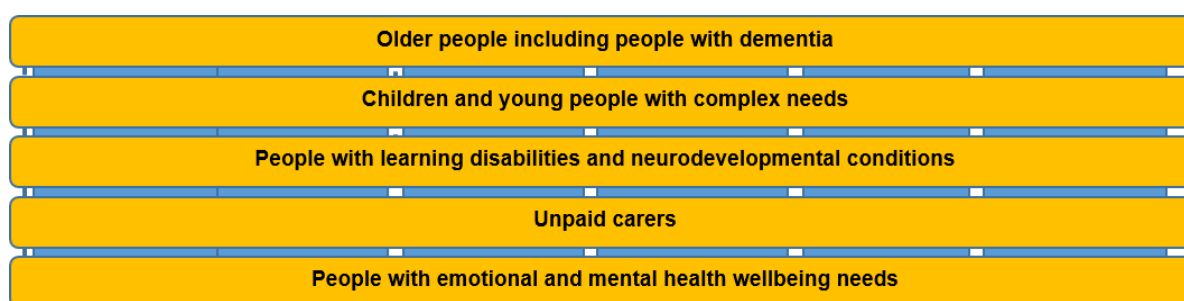 Older people including people with dementia
Children and young people with complex needs
People with learning disabilities and neurodevelopmental conditions
Unpaid carers
People with emotional and mental health wellbeing needs